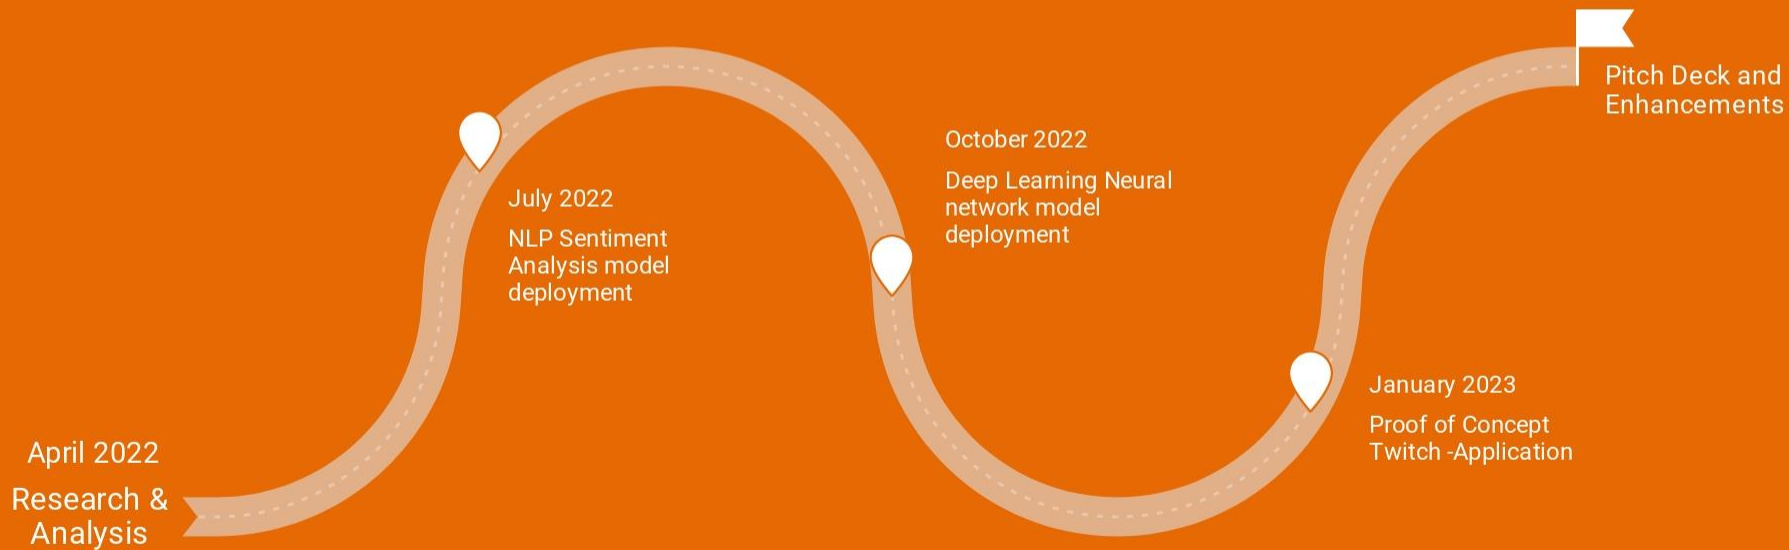 April 2022
Research &
Analysis
July 2022
NLP Sentiment
Analysis model
deployment
October 2022
Deep Learning Neural
network model
deployment
January 2023
Proof of Concept
Twitch -Application
Pitch Deck and
Enhancements